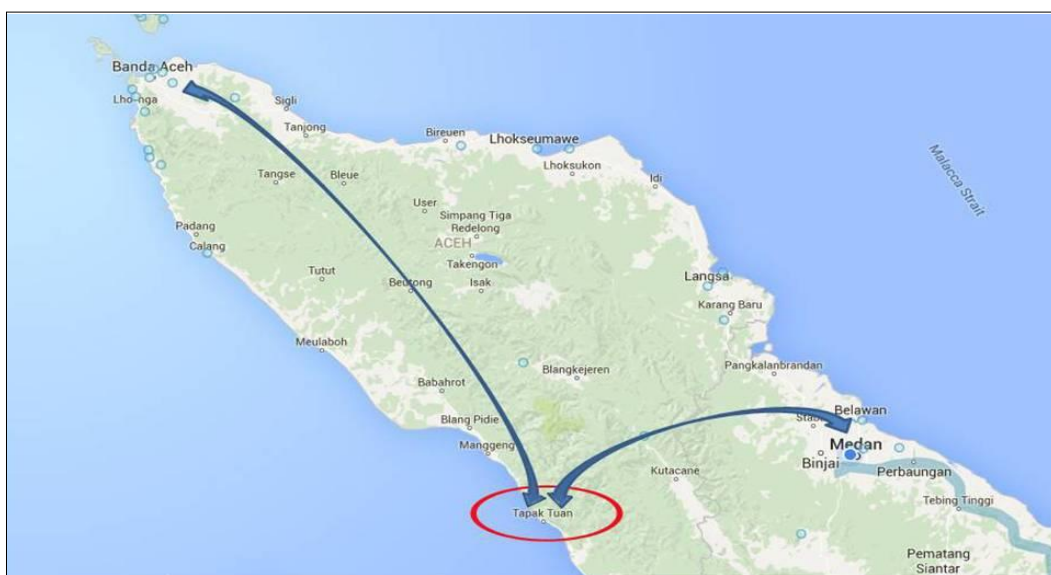 Banda Aceh
Lho-nga
Sigli
Tanjong
Bireuen
Lhokseumawe
Lhoksukon
Idi
Malacca Strait
Tangse
Bleue
User
Simpang Tiga
Redelong
ACEH
Takengon
Padang
Calang
Tutut
Beutong
Isak
Langsa
Karang Baru
Meulaboh
Pangkalanbrandan
Blangkejeren
Babahrot
Blang Pidie
Manggeng
Belawan
Medan
Binjai
Perbaungan
Kutacane
Tebing Tinggi
Tapak Tuan
Pematang
Siantar